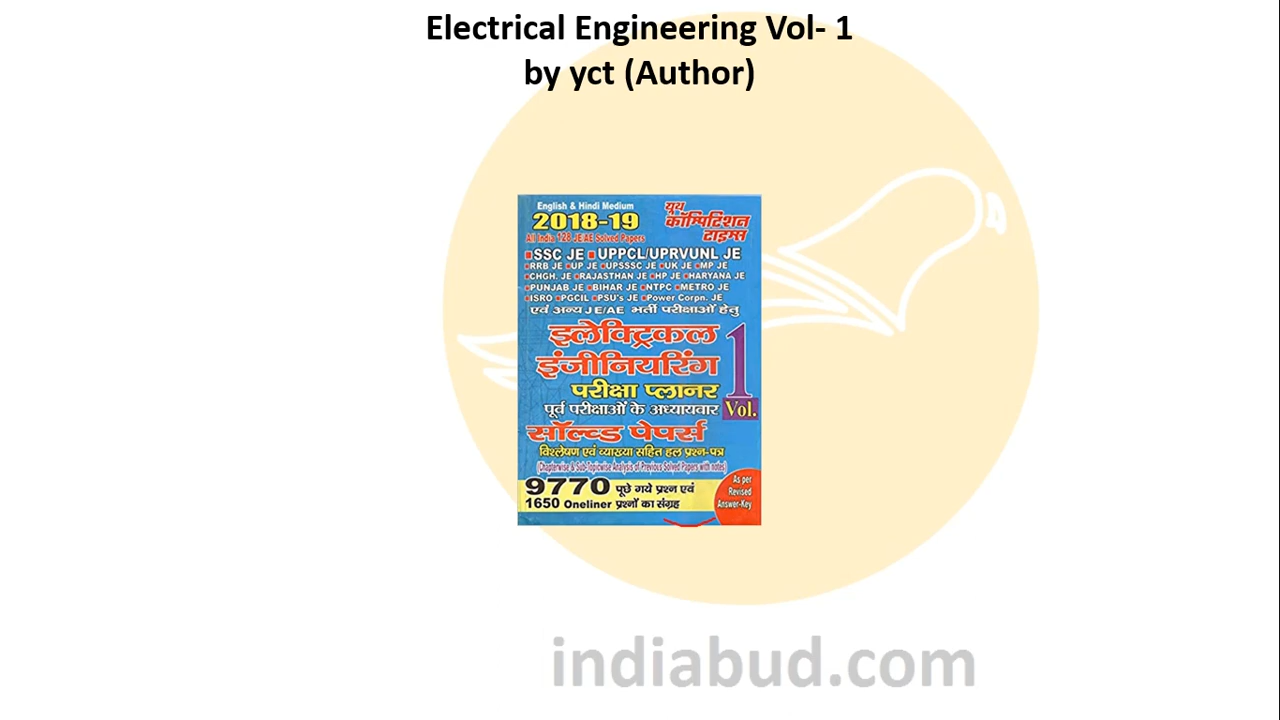 Electrical Engineering Vol- 1
by yct (Author)
English & Hindi Medium
2018-19
All India 128 JE/AE Solved Papers
यूथ
कॉम्पिटिशन
टाइम्स
SSC JE UPPCL/UPRVUNL JE
RRB JE UP JE UPSSSC JE UK JE MP JE
CHGH. JE RAJASTHAN JE HP JE HARYANA JE
PUNJAB JE BIHAR JE NTPC METRO JE
ISRO PGCIL PSU's JE Power Corpn. JE
एवं अन्य JE/AE भर्ती परीक्षाओं हेतु
इलेक्ट्रिकल
इंजीनियरिंग
1
Vol.
परीक्षा प्लानर
पूर्व परीक्षाओं के अध्यायवार
सॉल्व्ड पेपर्स
विश्लेषण एवं व्याख्या सहित हल प्रश्न-पत्र
(Chapterwise & Sub-Topicwise Analysis of Previous Solved Papers with notes)
9770 पूछे गये प्रश्न एवं
1650 Oneliner प्रश्नों का संग्रह
As per
Revised
Answer-Key
indiabud.com